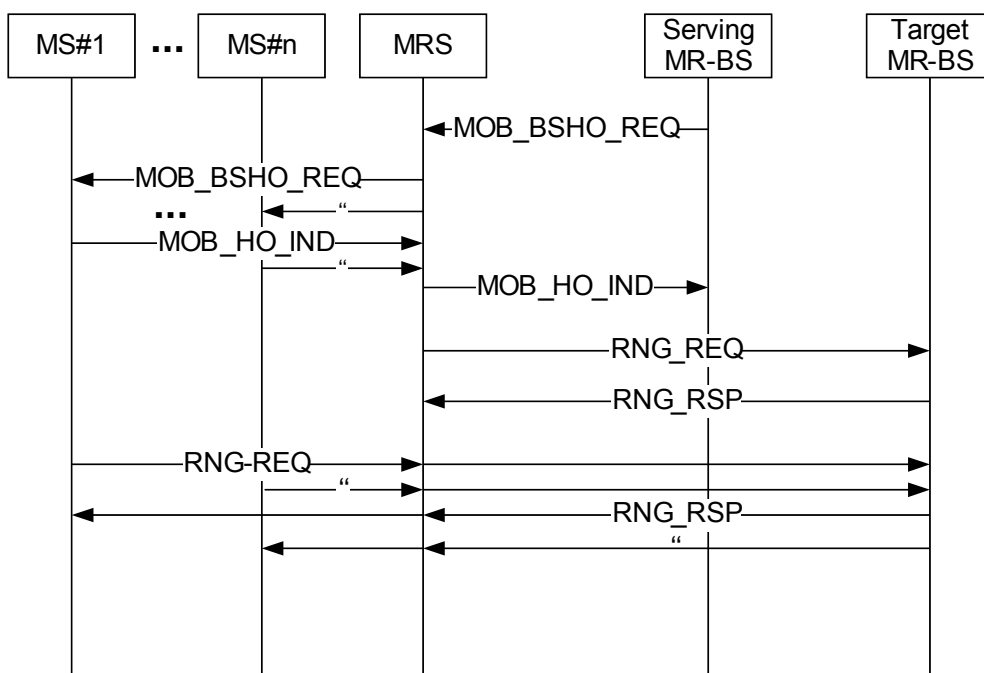 MS#1
...
MS#n
MRS
Serving
MR-BS
Target
MR-BS
MOB_BSHO_REQ
MOB_BSHO_REQ
“
...
MOB_HO_IND
“
MOB_HO_IND
RNG_REQ
RNG_RSP
RNG-REQ
“
RNG_RSP
“